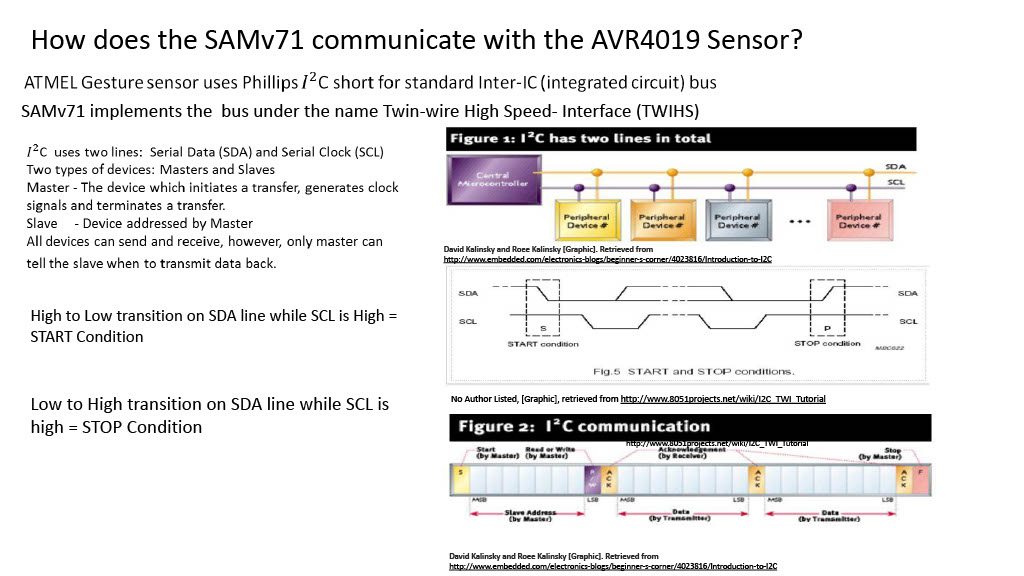 How does the SAMv71 communicate with the AVR4019 Sensor?
ATMEL Gesture sensor uses Phillips I²C short for standard Inter-IC (integrated circuit) bus
SAMv71 implements the bus under the name Twin-wire High Speed- Interface (TWIHS)
I²C uses two lines: Serial Data (SDA) and Serial Clock (SCL)
Two types of devices: Masters and Slaves
Master - The device which initiates a transfer, generates clock
signals and terminates a transfer.
Slave - Device addressed by Master
All devices can send and receive, however, only master can
tell the slave when to transmit data back.
High to Low transition on SDA line while SCL is High =
START Condition
Low to High transition on SDA line while SCL is
high = STOP Condition
Figure 1: I²C has two lines in total
Central
Microcontroller
SDA
SCL
Peripheral
Device #
Peripheral
Device #
Peripheral
Device #
•••
Peripheral
Device #
David Kalinsky and Roee Kalinsky [Graphic]. Retrieved from
http://www.embedded.com/electronics-blogs/beginner-s-corner/4023816/Introduction-to-I2C
SDA
SDA
SCL
SCL
S
P
START condition
STOP condition
MBC622
Fig.5 START and STOP conditions.
No Author Listed, [Graphic], retrieved from http://www.8051projects.net/wiki/I2C_TWI_Tutorial
Figure 2: I²C communication
http://www.8051projects.net/wiki/I2C_TWI_Tutorial
Start
(by Master)
Read or Write
(by Master)
Acknowledgement
(by Receiver)
Stop
(by Master)
S
R/W
ACK
ACK
ACK
P
MSB
LSB
MSB
LSB
MSB
LSB
Slave Address
(by Master)
Data
(by Transmitter)
Data
(by Transmitter)
David Kalinsky and Roee Kalinsky [Graphic]. Retrieved from
http://www.embedded.com/electronics-blogs/beginner-s-corner/4023816/Introduction-to-I2C